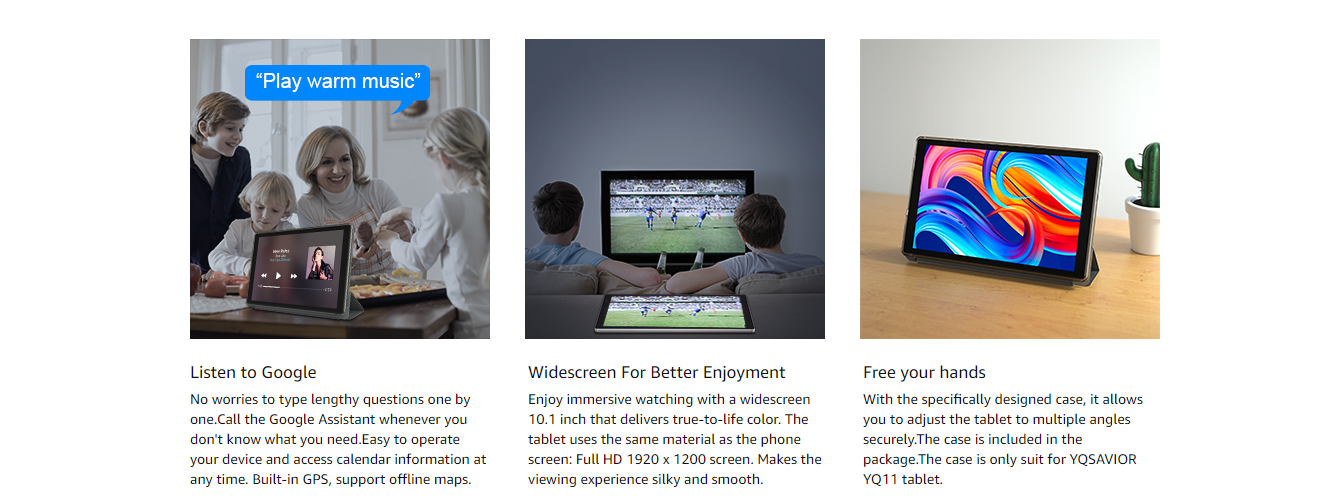 “Play warm music”
Listen to Google
No worries to type lengthy questions one by
one.Call the Google Assistant whenever you
don't know what you need.Easy to operate
your device and access calendar information at
any time. Built-in GPS, support offline maps.
Widescreen For Better Enjoyment
Enjoy immersive watching with a widescreen
10.1 inch that delivers true-to-life color. The
tablet uses the same material as the phone
screen: Full HD 1920 x 1200 screen. Makes the
viewing experience silky and smooth.
Free your hands
With the specifically designed case, it allows
you to adjust the tablet to multiple angles
securely.The case is included in the
package.The case is only suit for YQSAVIOR
YQ11 tablet.